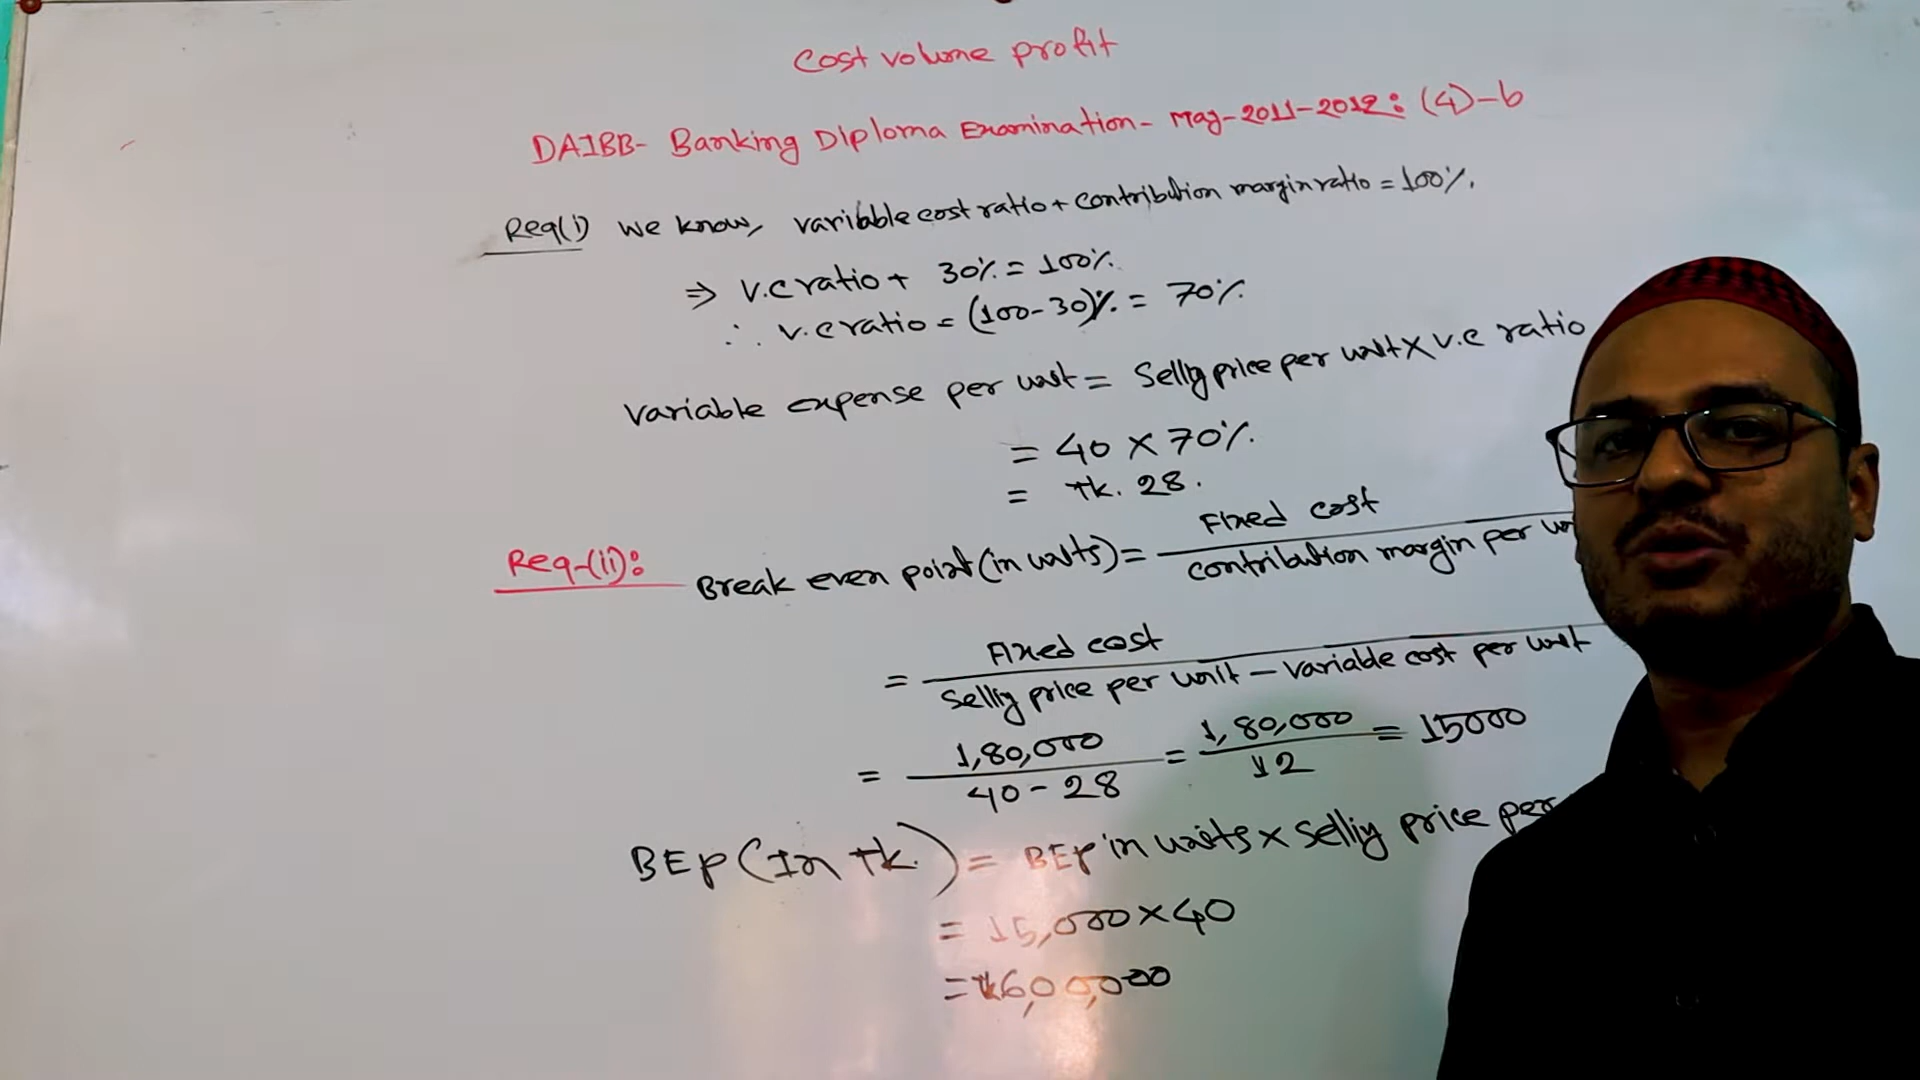 Cost volume profit
DAIBB- Banking Diploma Examination- May-2011-2012: (4)-b
Req(i) We know, variable cost ratio + contribution margin ratio = 100%.
⇒ V.C ratio + 30% = 100%.
∴ V.C ratio = (100-30)% = 70%.
Variable expense per unit = Selling price per unit X V.C ratio
= 40 X 70%.
= Tk. 28.
Req-(ii): Break even point (in units) = Fixed cost
contribution margin per
= Fixed cost
Selling price per unit - variable cost per unit
= 1,80,000 = 1,80,000 = 15000
40 - 28 12
BEP (In Tk.) = BEP in units x selling price per
= 15,000 X 40
= Tk 6,00,000